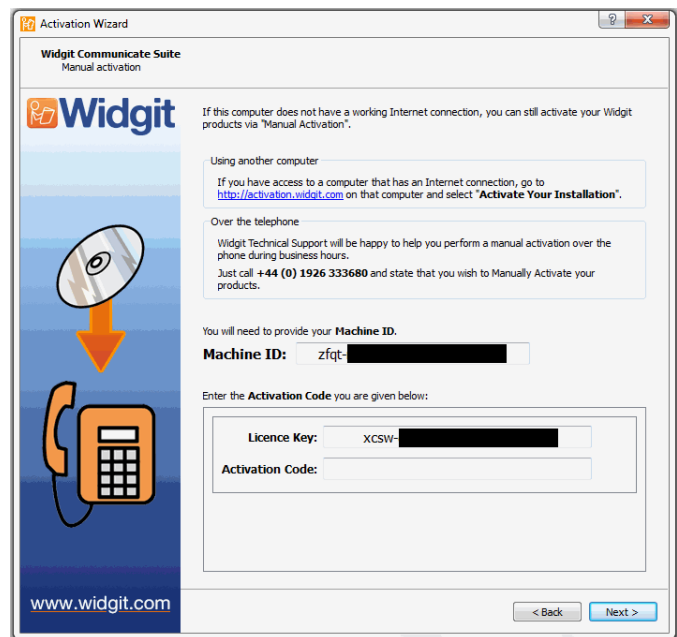 Activation Wizard
Widgit Communicate Suite
Manual activation
Widgit
If this computer does not have a working Internet connection, you can still activate your Widgit
products via "Manual Activation".
Using another computer
If you have access to a computer that has an Internet connection, go to
http://activation.widgit.com on that computer and select "Activate Your Installation".
Over the telephone
Widgit Technical Support will be happy to help you perform a manual activation over the
phone during business hours.
Just call +44 (0) 1926 333680 and state that you wish to Manually Activate your
products.
You will need to provide your Machine ID.
Machine ID: zfqt-
Enter the Activation Code you are given below:
Licence Key: xcsw-
Activation Code:
www.widgit.com
< Back Next >